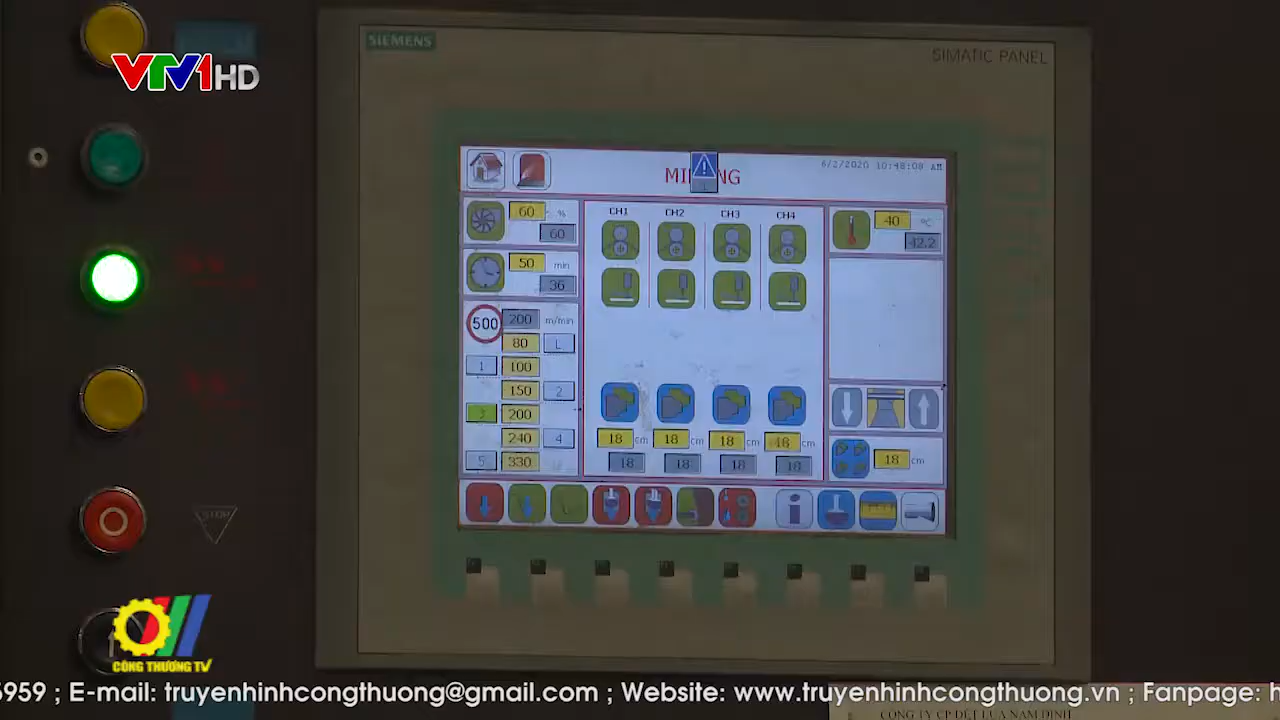 SIEMENS
SIMATIC PANEL
VTV1 HD
6/2/2020 10:48:08 AM
60 %
60
50 min
36
500
200 m/min
80 L
1 100
150 2
3 200
240 4
5 330
CH1 CH2 CH3 CH4
18 cm 18 cm 18 cm 18 cm
18 18 18 18
40 °C
42.2
18 cm
STOP
CÔNG THƯƠNG TV
5959 ; E-mail: truyenhinhcongthuong@gmail.com ; Website: www.truyenhinhcongthuong.vn ; Fanpage: h
CÔNG TY CP DỆT LỤA NAM ĐỊNH